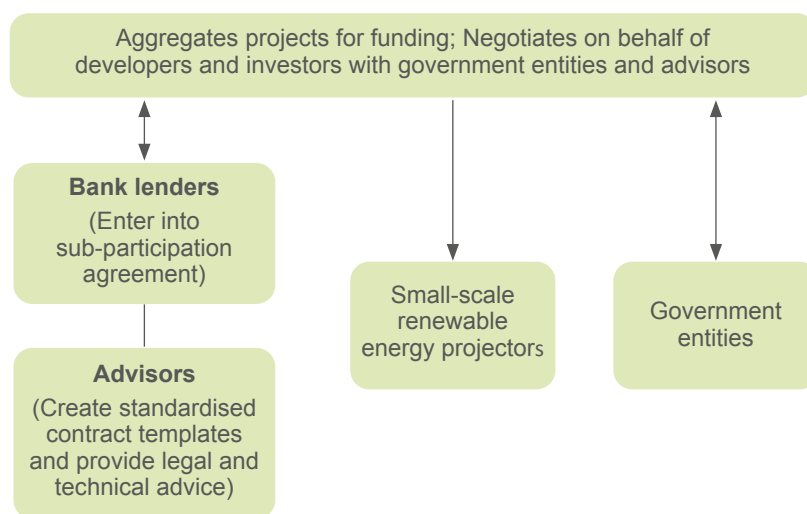 Aggregates projects for funding; Negotiates on behalf of
developers and investors with government entities and advisors
Bank lenders
(Enter into
sub-participation
agreement)
Small-scale
renewable
energy projectors
Government
entities
Advisors
(Create standardised
contract templates
and provide legal and
technical advice)